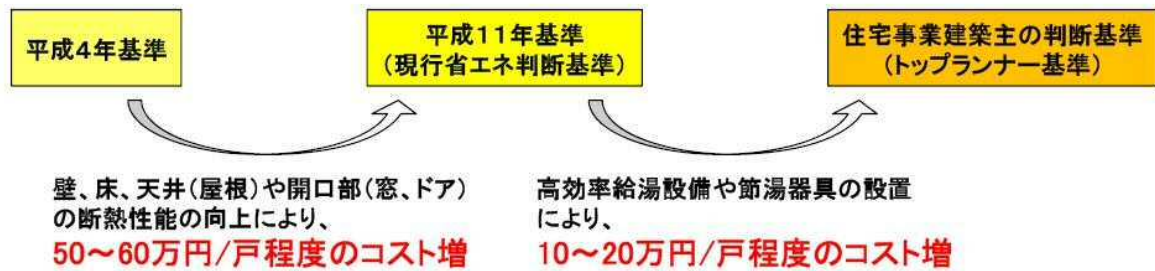 平成4年基準
平成11年基準
(現行省エネ判断基準)
住宅事業建築主の判断基準
(トップランナー基準)
壁、床、天井(屋根)や開口部(窓、ドア)
の断熱性能の向上により、
50～60万円/戸程度のコスト増
高効率給湯設備や節湯器具の設置
により、
10～20万円/戸程度のコスト増